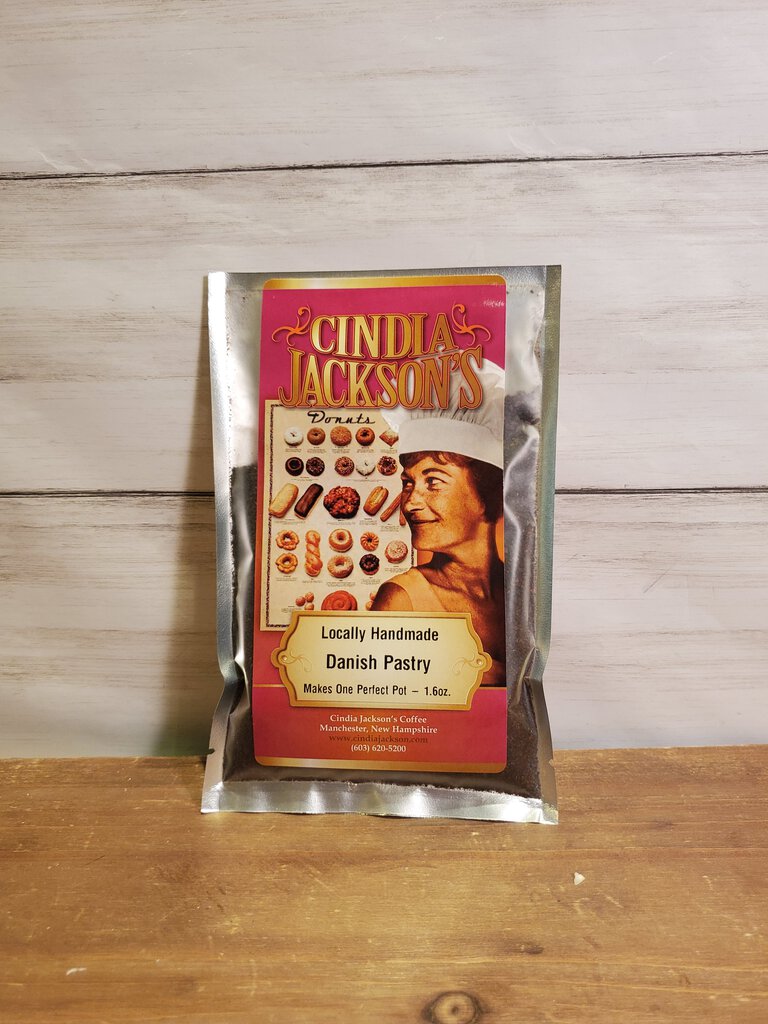 CINDIA
JACKSON'S
Donuts
Locally Handmade
Danish Pastry
Makes One Perfect Pot – 1.6oz.
Cindia Jackson's Coffee
Manchester, New Hampshire
www.cindiajackson.com
(603) 620-5200